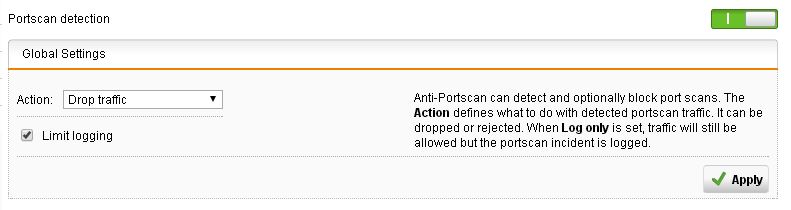 Portscan detection
Global Settings
Action: Drop traffic
Limit logging
Anti-Portscan can detect and optionally block port scans. The
Action defines what to do with detected portscan traffic. It can be
dropped or rejected. When Log only is set, traffic will still be
allowed but the portscan incident is logged.
Apply